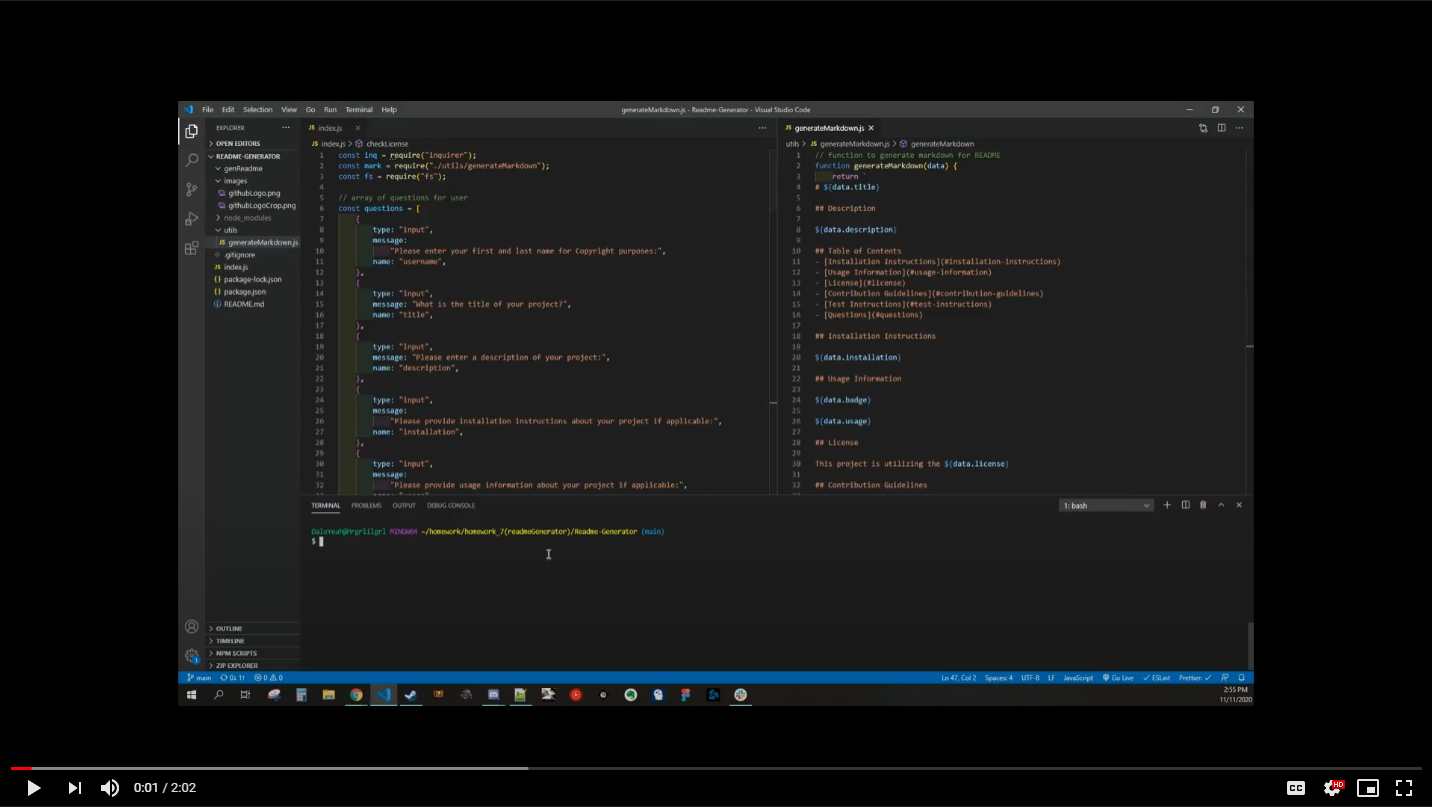 File Edit Selection View Go Run Terminal Help
generateMarkdown.js - Readme-Generator - Visual Studio Code
EXPLORER
OPEN EDITORS
README-GENERATOR
genReadme
images
githubLogo.png
githubLogoCrop.png
node_modules
utils
generateMarkdown.js
.gitignore
index.js
package-lock.json
package.json
README.md
OUTLINE
TIMELINE
NPM SCRIPTS
ZIP EXPLORER
JS index.js
JS index.js > checkLicense
1 const inq = require("inquirer");
2 const mark = require("./utils/generateMarkdown");
3 const fs = require("fs");
4
5 // array of questions for user
6 const questions = [
7 {
8 type: "input",
9 message:
10 "Please enter your first and last name for Copyright purposes:",
11 name: "username",
12 },
13 {
14 type: "input",
15 message: "What is the title of your project?",
16 name: "title",
17 },
18 {
19 type: "input",
20 message: "Please enter a description of your project:",
21 name: "description",
22 },
23 {
24 type: "input",
25 message:
26 "Please provide installation instructions about your project if applicable:",
27 name: "installation",
28 },
29 {
30 type: "input",
31 message:
32 "Please provide usage information about your project if applicable:",
JS generateMarkdown.js
utils > JS generateMarkdown.js > generateMarkdown
1 // function to generate markdown for README
2 function generateMarkdown(data) {
3 return `
4 # ${data.title}
5
6 ## Description
7
8 ${data.description}
9
10 ## Table of Contents
11 - [Installation Instructions](#installation-instructions)
12 - [Usage Information](#usage-information)
13 - [License](#license)
14 - [Contribution Guidelines](#contribution-guidelines)
15 - [Test Instructions](#test-instructions)
16 - [Questions](#questions)
17
18 ## Installation Instructions
19
20 ${data.installation}
21
22 ## Usage Information
23
24 ${data.badge}
25
26 ${data.usage}
27
28 ## License
29
30 This project is utilizing the ${data.license}
31
32 ## Contribution Guidelines
TERMINAL PROBLEMS OUTPUT DEBUG CONSOLE
1: bash
MINGW64 ~/homework/homework_7(readmeGenerator)/Readme-Generator (main)
$
main 0↓ 1↑ 0 0
Ln 47, Col 2 Spaces: 4 UTF-8 LF JavaScript Go Live ESLint Prettier: ✓
2:55 PM
11/11/2020
0:01 / 2:02
CC HD